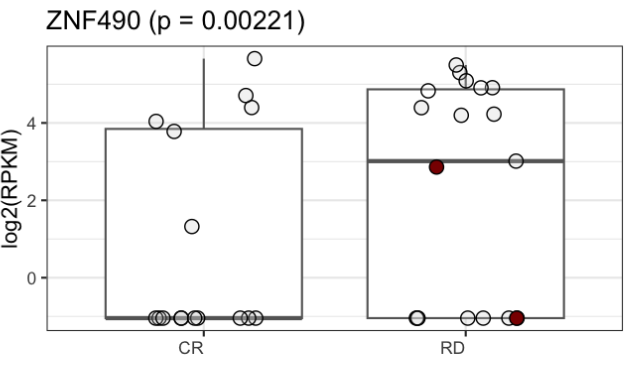 ZNF490 (p = 0.00221)
log2(RPKM)
4
2
0
CR
RD